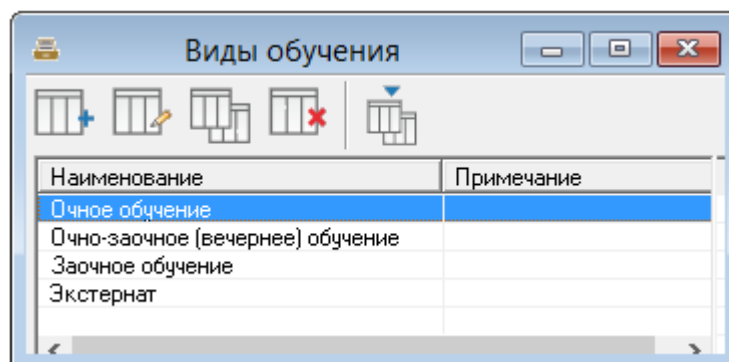 Виды обучения
Наименование Примечание
Очное обучение
Очно-заочное (вечернее) обучение
Заочное обучение
Экстернат